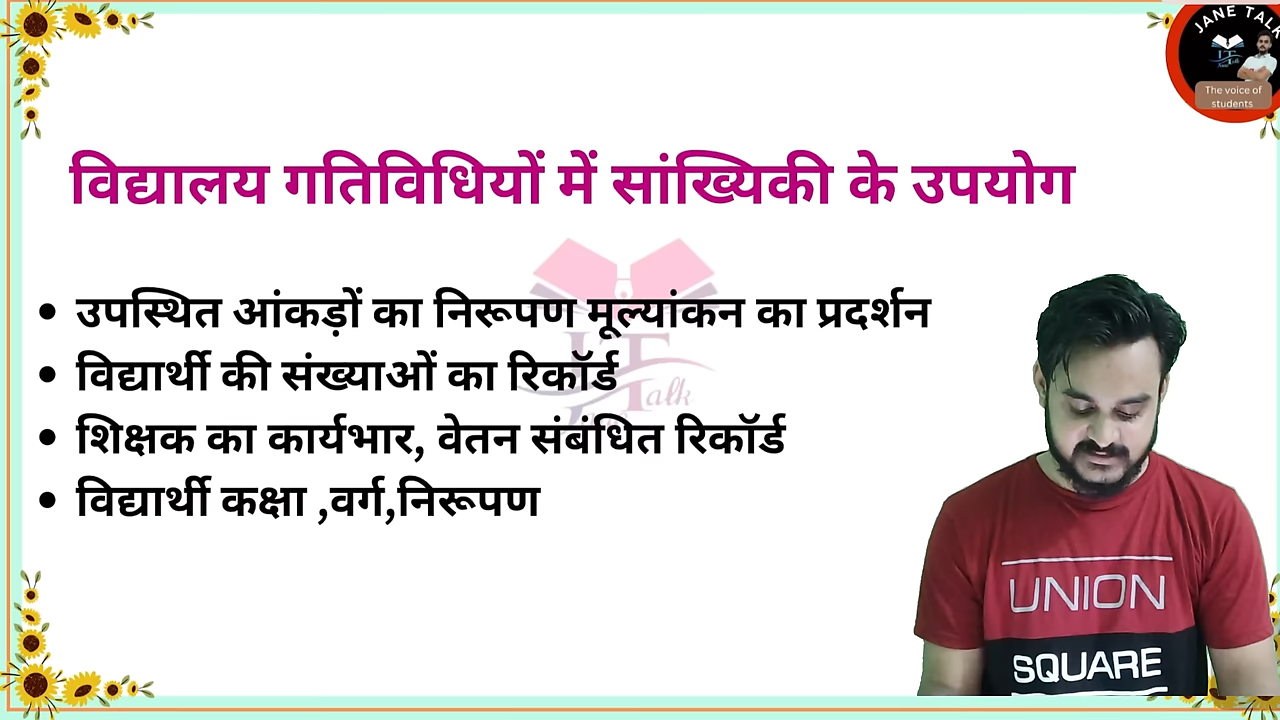 JANE TALK
The voice of
students
विद्यालय गतिविधियों में सांख्यिकी के उपयोग
• उपस्थित आंकड़ों का निरूपण मूल्यांकन का प्रदर्शन
• विद्यार्थी की संख्याओं का रिकॉर्ड
• शिक्षक का कार्यभार, वेतन संबंधित रिकॉर्ड
• विद्यार्थी कक्षा ,वर्ग,निरूपण
Talk
UNION
SQUARE